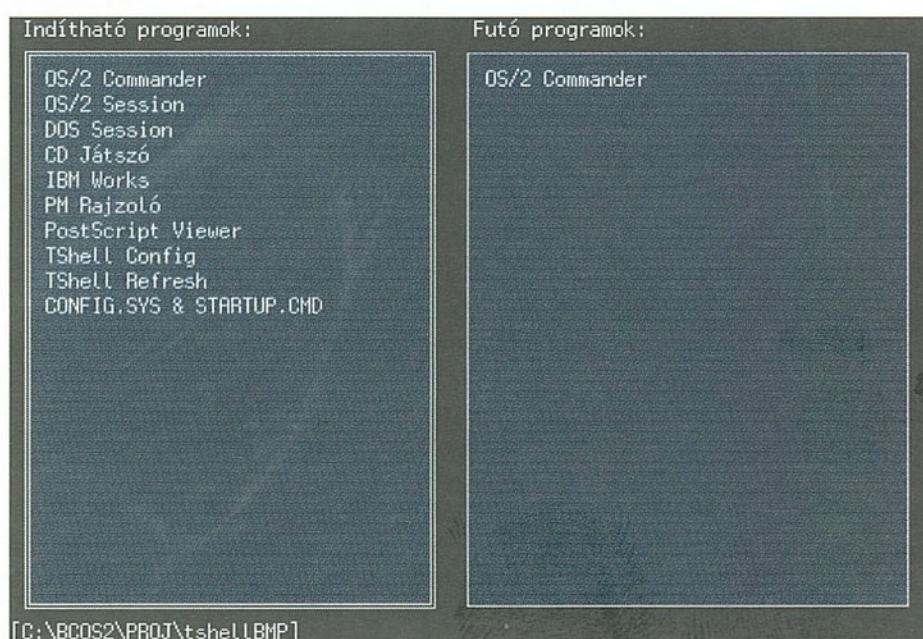 Indítható programok:
OS/2 Commander
OS/2 Session
DOS Session
CD Játszó
IBM Works
PM Rajzoló
PostScript Viewer
TShell Config
TShell Refresh
CONFIG.SYS & STARTUP.CMD
Futó programok:
OS/2 Commander
[C:\BCOS2\PROJ\tshellBMP]